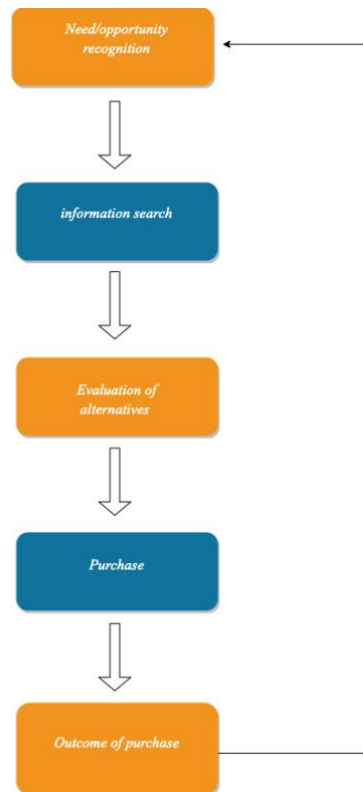 Need/opportunity
recognition
information search
Evaluation of
alternatives
Purchase
Outcome of purchase